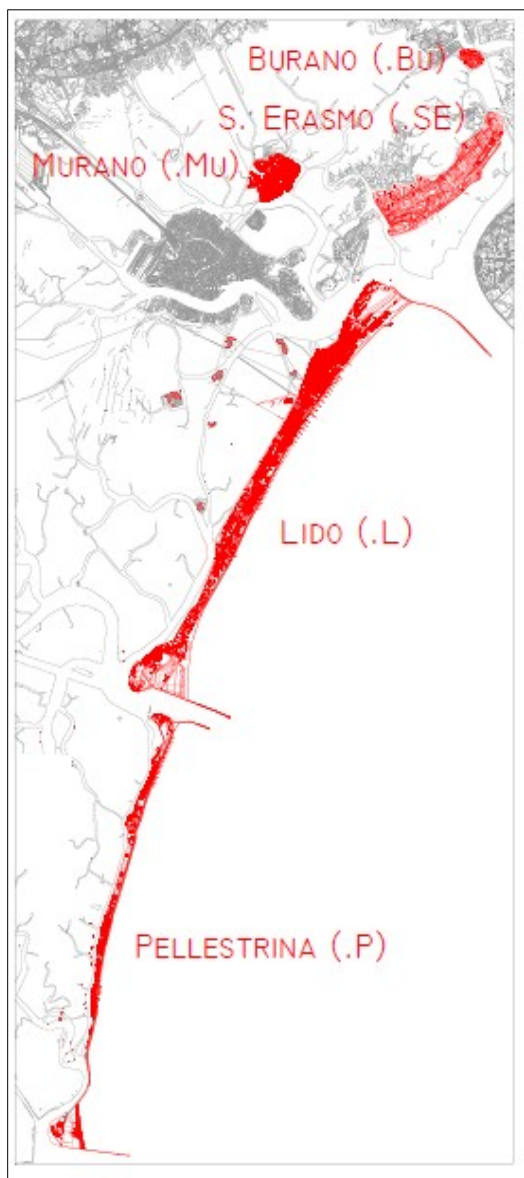 BURANO (.BU)
S. ERASMO (.SE)
MURANO (.MU)
LIDO (.L)
PELLESTRINA (.P)